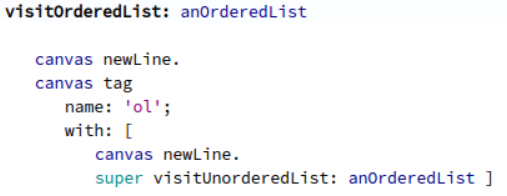 visitOrderedList: anOrderedList
canvas newLine.
canvas tag
name: 'ol';
with: [
canvas newLine.
super visitUnorderedList: anOrderedList ]